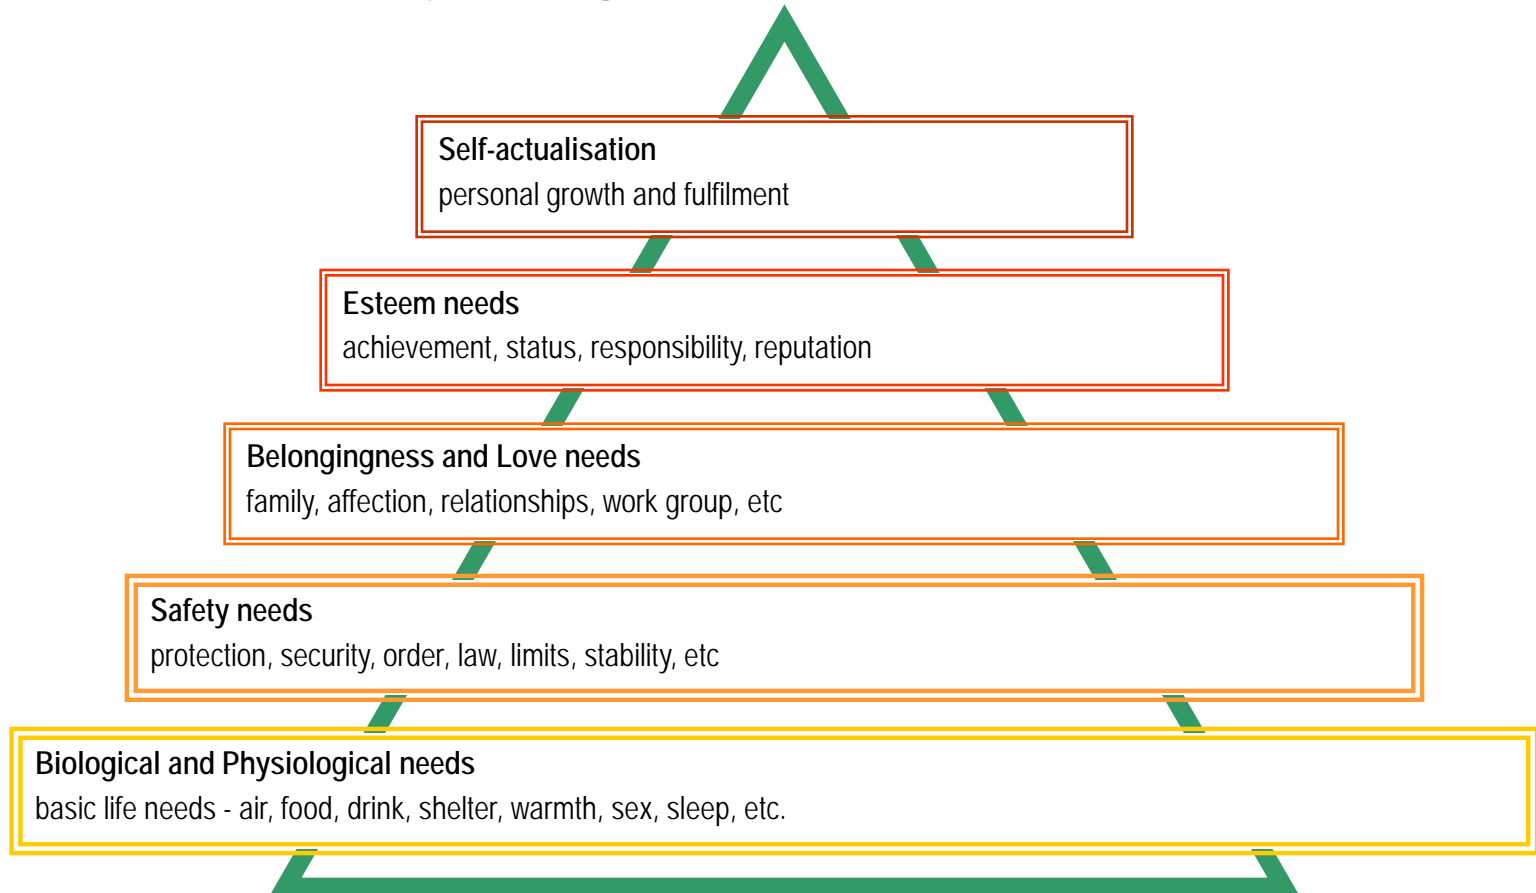 Self-actualisation
personal growth and fulfilment
Esteem needs
achievement, status, responsibility, reputation
Belongingness and Love needs
family, affection, relationships, work group, etc
Safety needs
protection, security, order, law, limits, stability, etc
Biological and Physiological needs
basic life needs - air, food, drink, shelter, warmth, sex, sleep, etc.